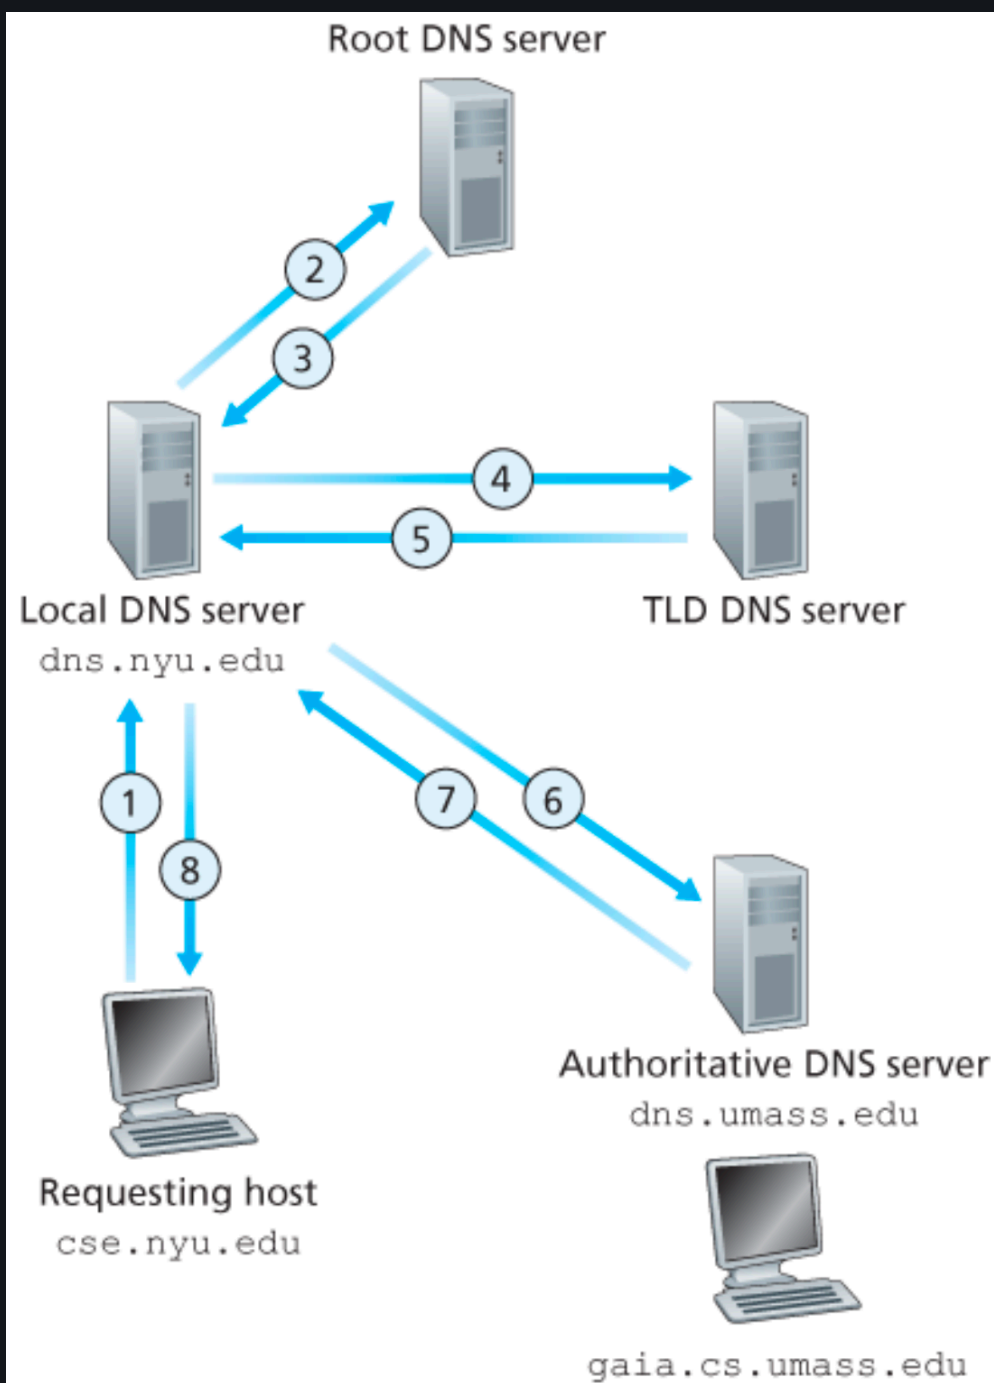 Root DNS server
2
3
4
5
Local DNS server
dns.nyu.edu
TLD DNS server
1
8
7
6
Authoritative DNS server
dns.umass.edu
Requesting host
cse.nyu.edu
gaia.cs.umass.edu